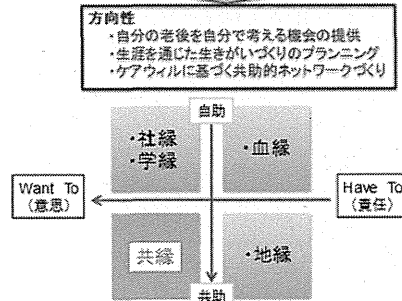 方向性
・自分の老後を自分で考える機会の提供
・生涯を通じた生きがいづくりのプランニング
・ケアウィルに基づく共助的ネットワークづくり
自助
・社縁
・学縁
・血縁
Want To
(意思)
Have To
(責任)
共縁
・地縁
共助